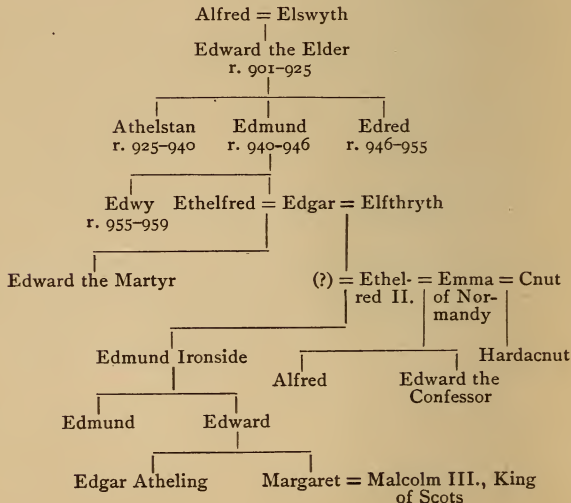 Alfred = Elswyth
Edward the Elder
r. 901–925
Athelstan Edmund Edred
r. 925–940 r. 940–946 r. 946–955
Edwy Ethelfred = Edgar = Elfthryth
r. 955–959
Edward the Martyr (?) = Ethel- = Emma = Cnut
red II. of Nor-
mandy
Edmund Ironside Hardacnut
Alfred Edward the
Confessor
Edmund Edward
Edgar Atheling Margaret = Malcolm III., King
of Scots